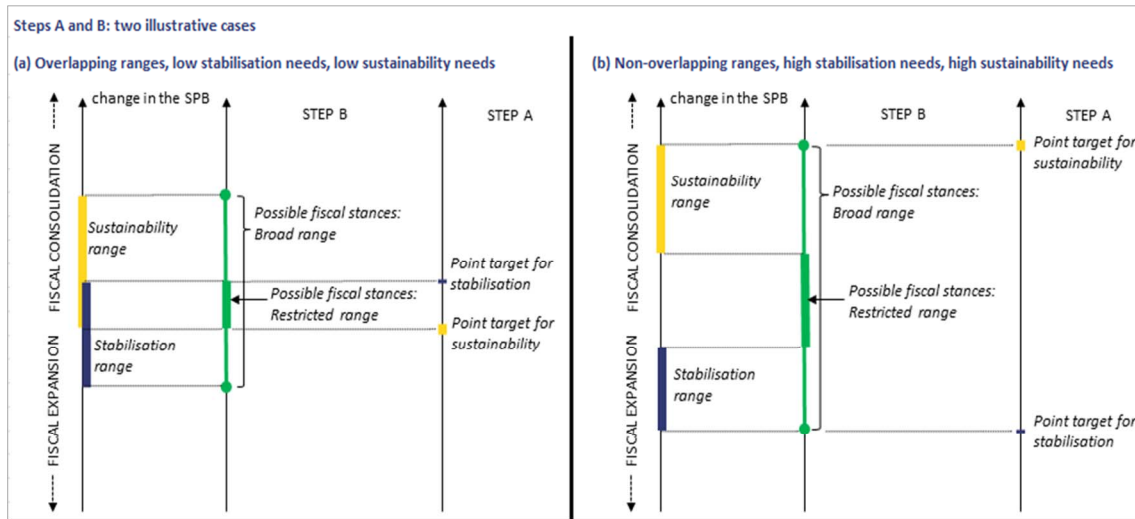 Steps A and B: two illustrative cases
(a) Overlapping ranges, low stabilisation needs, low sustainability needs
change in the SPB
STEP B
STEP A
FISCAL CONSOLIDATION
FISCAL EXPANSION
Sustainability
range
Stabilisation
range
Possible fiscal stances:
Broad range
Possible fiscal stances:
Restricted range
Point target for
stabilisation
Point target for
sustainability
(b) Non-overlapping ranges, high stabilisation needs, high sustainability needs
change in the SPB
STEP B
STEP A
FISCAL CONSOLIDATION
FISCAL EXPANSION
Sustainability
range
Stabilisation
range
Possible fiscal stances:
Broad range
Possible fiscal stances:
Restricted range
Point target for
sustainability
Point target for
stabilisation